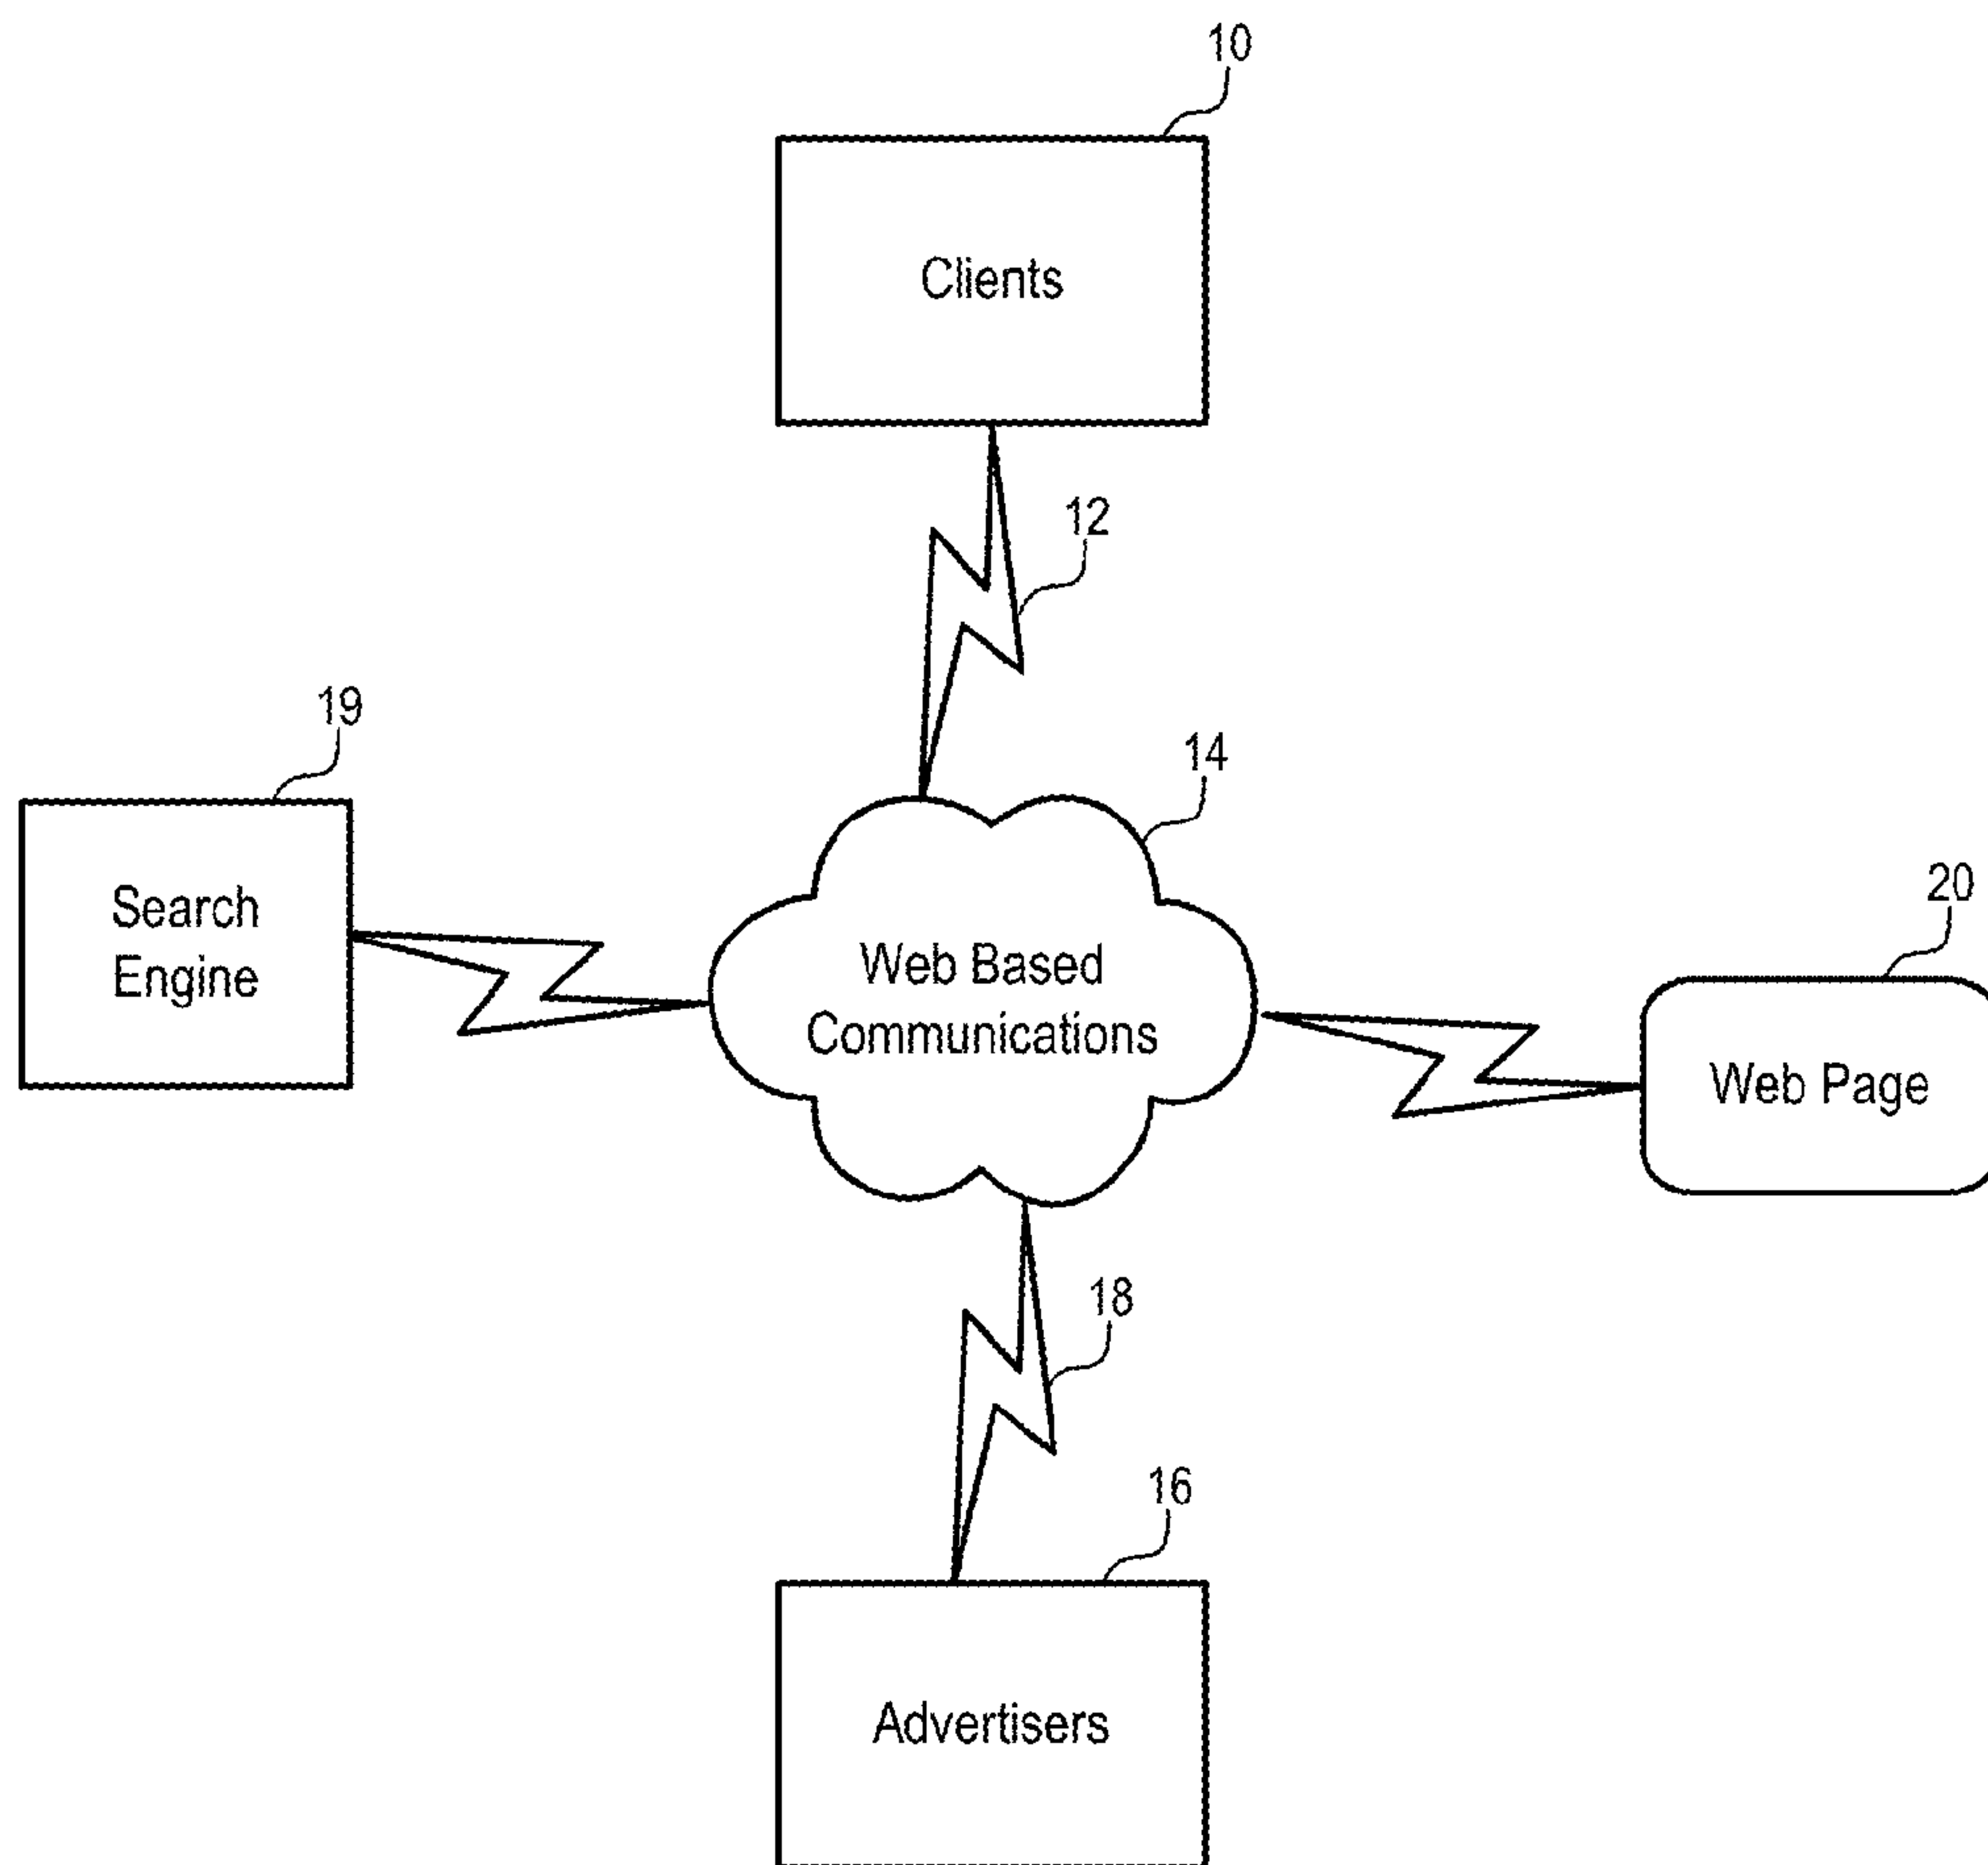 10
Clients
12
19
14
Search
Engine
20
Web Based
Communications
Web Page
18
16
Advertisers